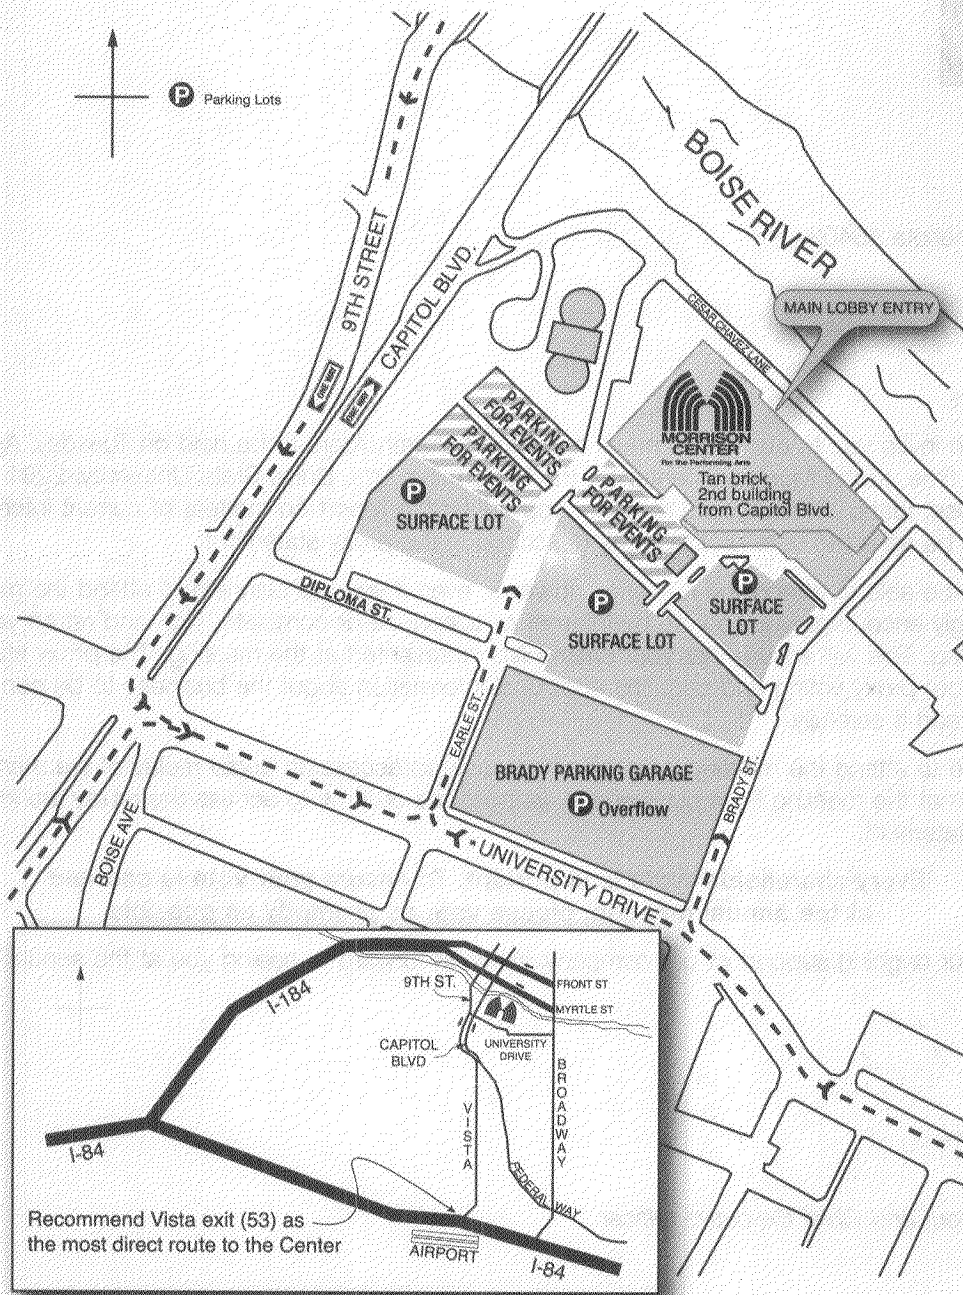 P Parking Lots
BOISE RIVER
9TH STREET
CAPITOL BLVD.
CESAR CHAVEZ LANE
MAIN LOBBY ENTRY
ONE WAY
ONE WAY
PARKING
FOR EVENTS
PARKING
FOR EVENTS
MORRISON
CENTER
For the Performing Arts
Tan brick,
2nd building
from Capitol Blvd.
PARKING
FOR EVENTS
P
SURFACE LOT
DIPLOMA ST.
P
SURFACE LOT
P
SURFACE
LOT
EARLE ST
BRADY PARKING GARAGE
P Overflow
BRADY ST
BOISE AVE
UNIVERSITY DRIVE
I-184
9TH ST.
FRONT ST
MYRTLE ST
CAPITOL
BLVD
UNIVERSITY
DRIVE
BROADWAY
VISTA
FEDERAL WAY
I-84
Recommend Vista exit (53) as
the most direct route to the Center
AIRPORT
I-84